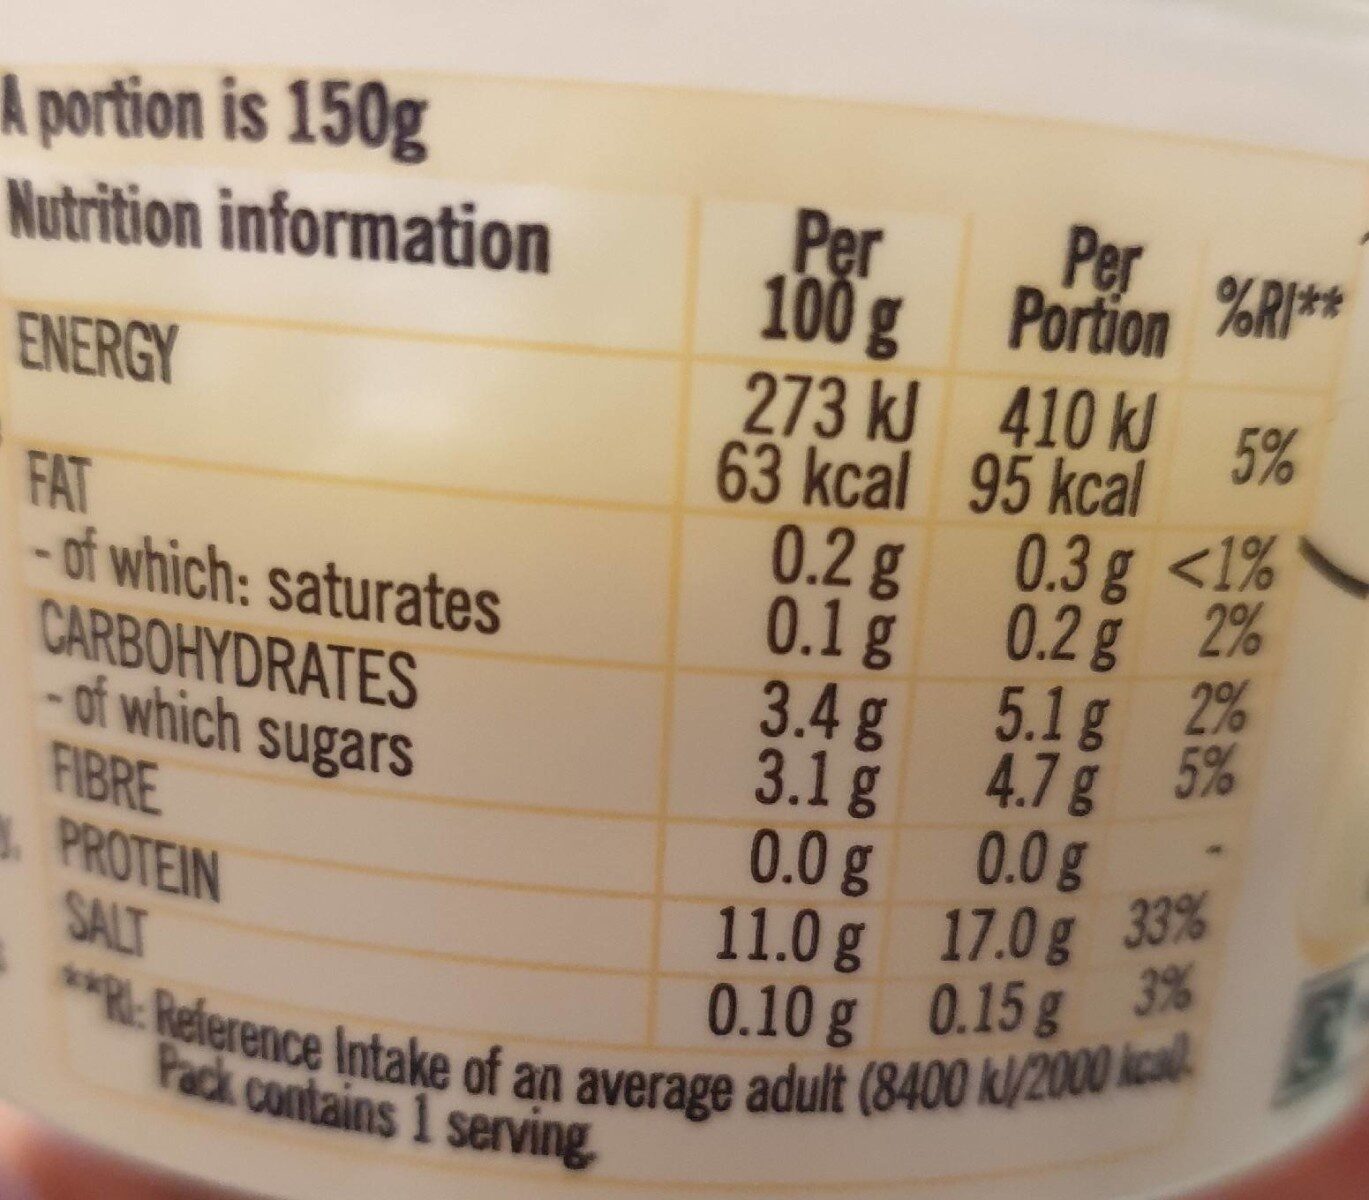 A portion is 150g
Nutrition information Per 100 g Per Portion %RI**
ENERGY 273 kJ 410 kJ
63 kcal 95 kcal 5%
FAT 0.2 g 0.3 g <1%
- of which: saturates 0.1 g 0.2 g 2%
CARBOHYDRATES 3.4 g 5.1 g 2%
- of which sugars 3.1 g 4.7 g 5%
FIBRE 0.0 g 0.0 g -
PROTEIN 11.0 g 17.0 g 33%
SALT 0.10 g 0.15 g 3%
**RI: Reference Intake of an average adult (8400 kJ/2000 kcal).
Pack contains 1 serving.